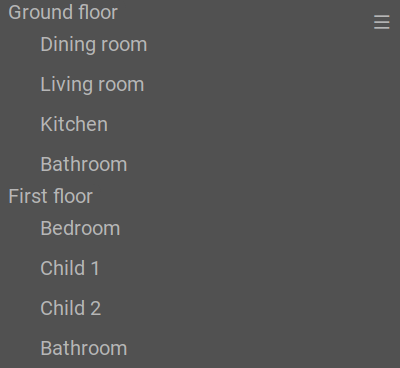 Ground floor
Dining room
Living room
Kitchen
Bathroom
First floor
Bedroom
Child 1
Child 2
Bathroom